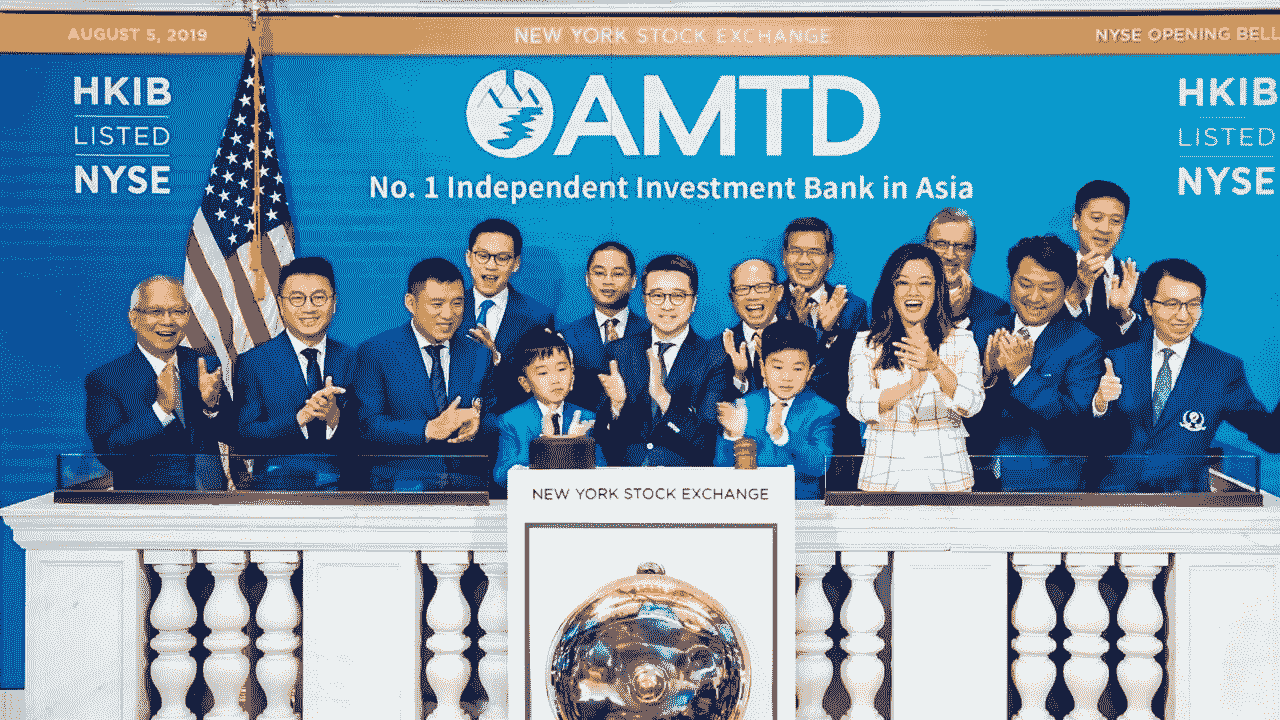 AUGUST 5, 2019
NEW YORK STOCK EXCHANGE
NYSE OPENING BELL
HKIB
LISTED
NYSE
AMTD
No. 1 Independent Investment Bank in Asia
HKIB
LISTED
NYSE
NEW YORK STOCK EXCHANGE